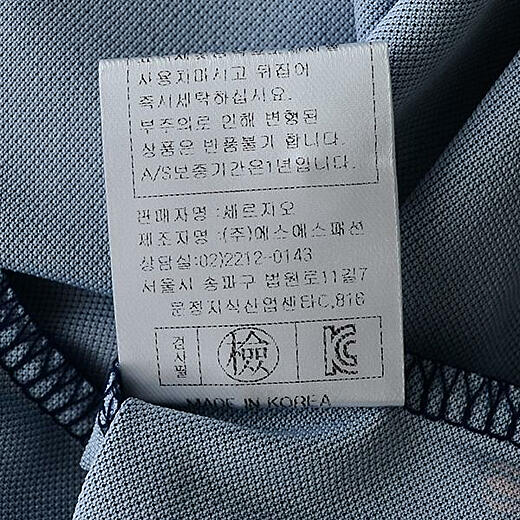 사용자마시고 뒤집어
즉시세탁하십시요.
부주의로 인해 변형된
상품은 반품불가 합니다.
A/S보증기간은1년입니다.
판매자명:세르지오
제조자명:(주)에스에스패션
상담실:02)2212-0143
서울시 송파구 법원로11길7
문정지식산업센타C,816
검사필
檢
KC
MADE IN KOREA